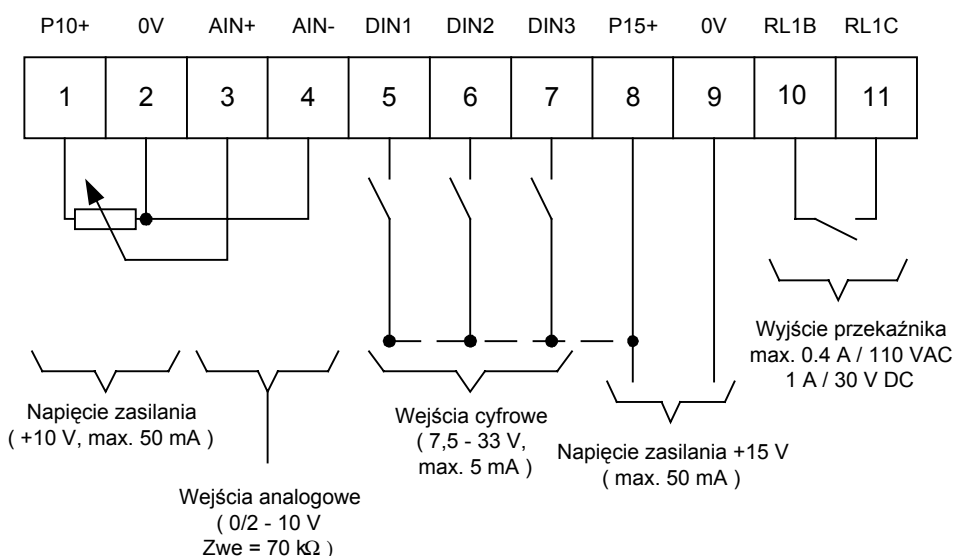 P10+ 0V AIN+ AIN- DIN1 DIN2 DIN3 P15+ 0V RL1B RL1C
1 2 3 4 5 6 7 8 9 10 11
Napięcie zasilania
( +10 V, max. 50 mA )
Wejścia analogowe
( 0/2 - 10 V
Zwe = 70 kΩ )
Wejścia cyfrowe
( 7,5 - 33 V,
max. 5 mA )
Napięcie zasilania +15 V
( max. 50 mA )
Wyjście przekaźnika
max. 0.4 A / 110 VAC
1 A / 30 V DC